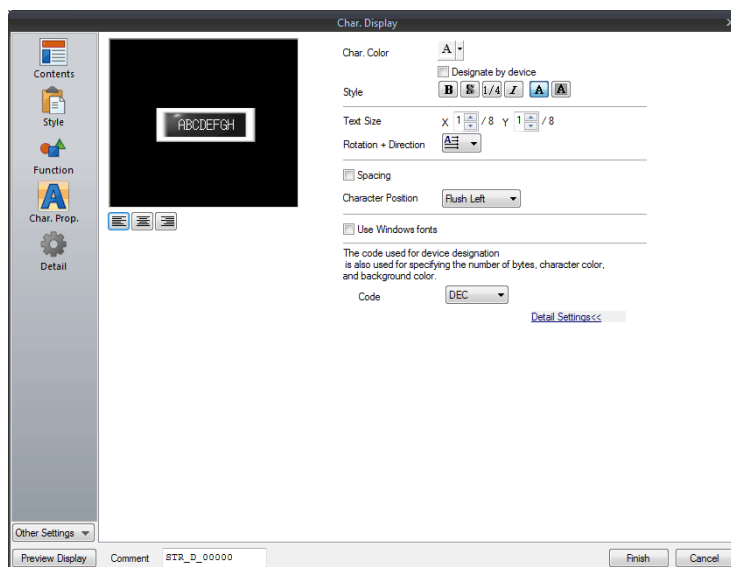 Char. Display
Contents
Style
Function
Char. Prop.
Detail
ABCDEFGH
Char. Color
A
Designate by device
Style
B S 1/4 I A A
Text Size
X 1 / 8 Y 1 / 8
Rotation + Direction
A
Spacing
Character Position
Flush Left
Use Windows fonts
The code used for device designation
is also used for specifying the number of bytes, character color,
and background color.
Code
DEC
Detail Settings<<
Other Settings
Preview Display
Comment
STR_D_00000
Finish
Cancel